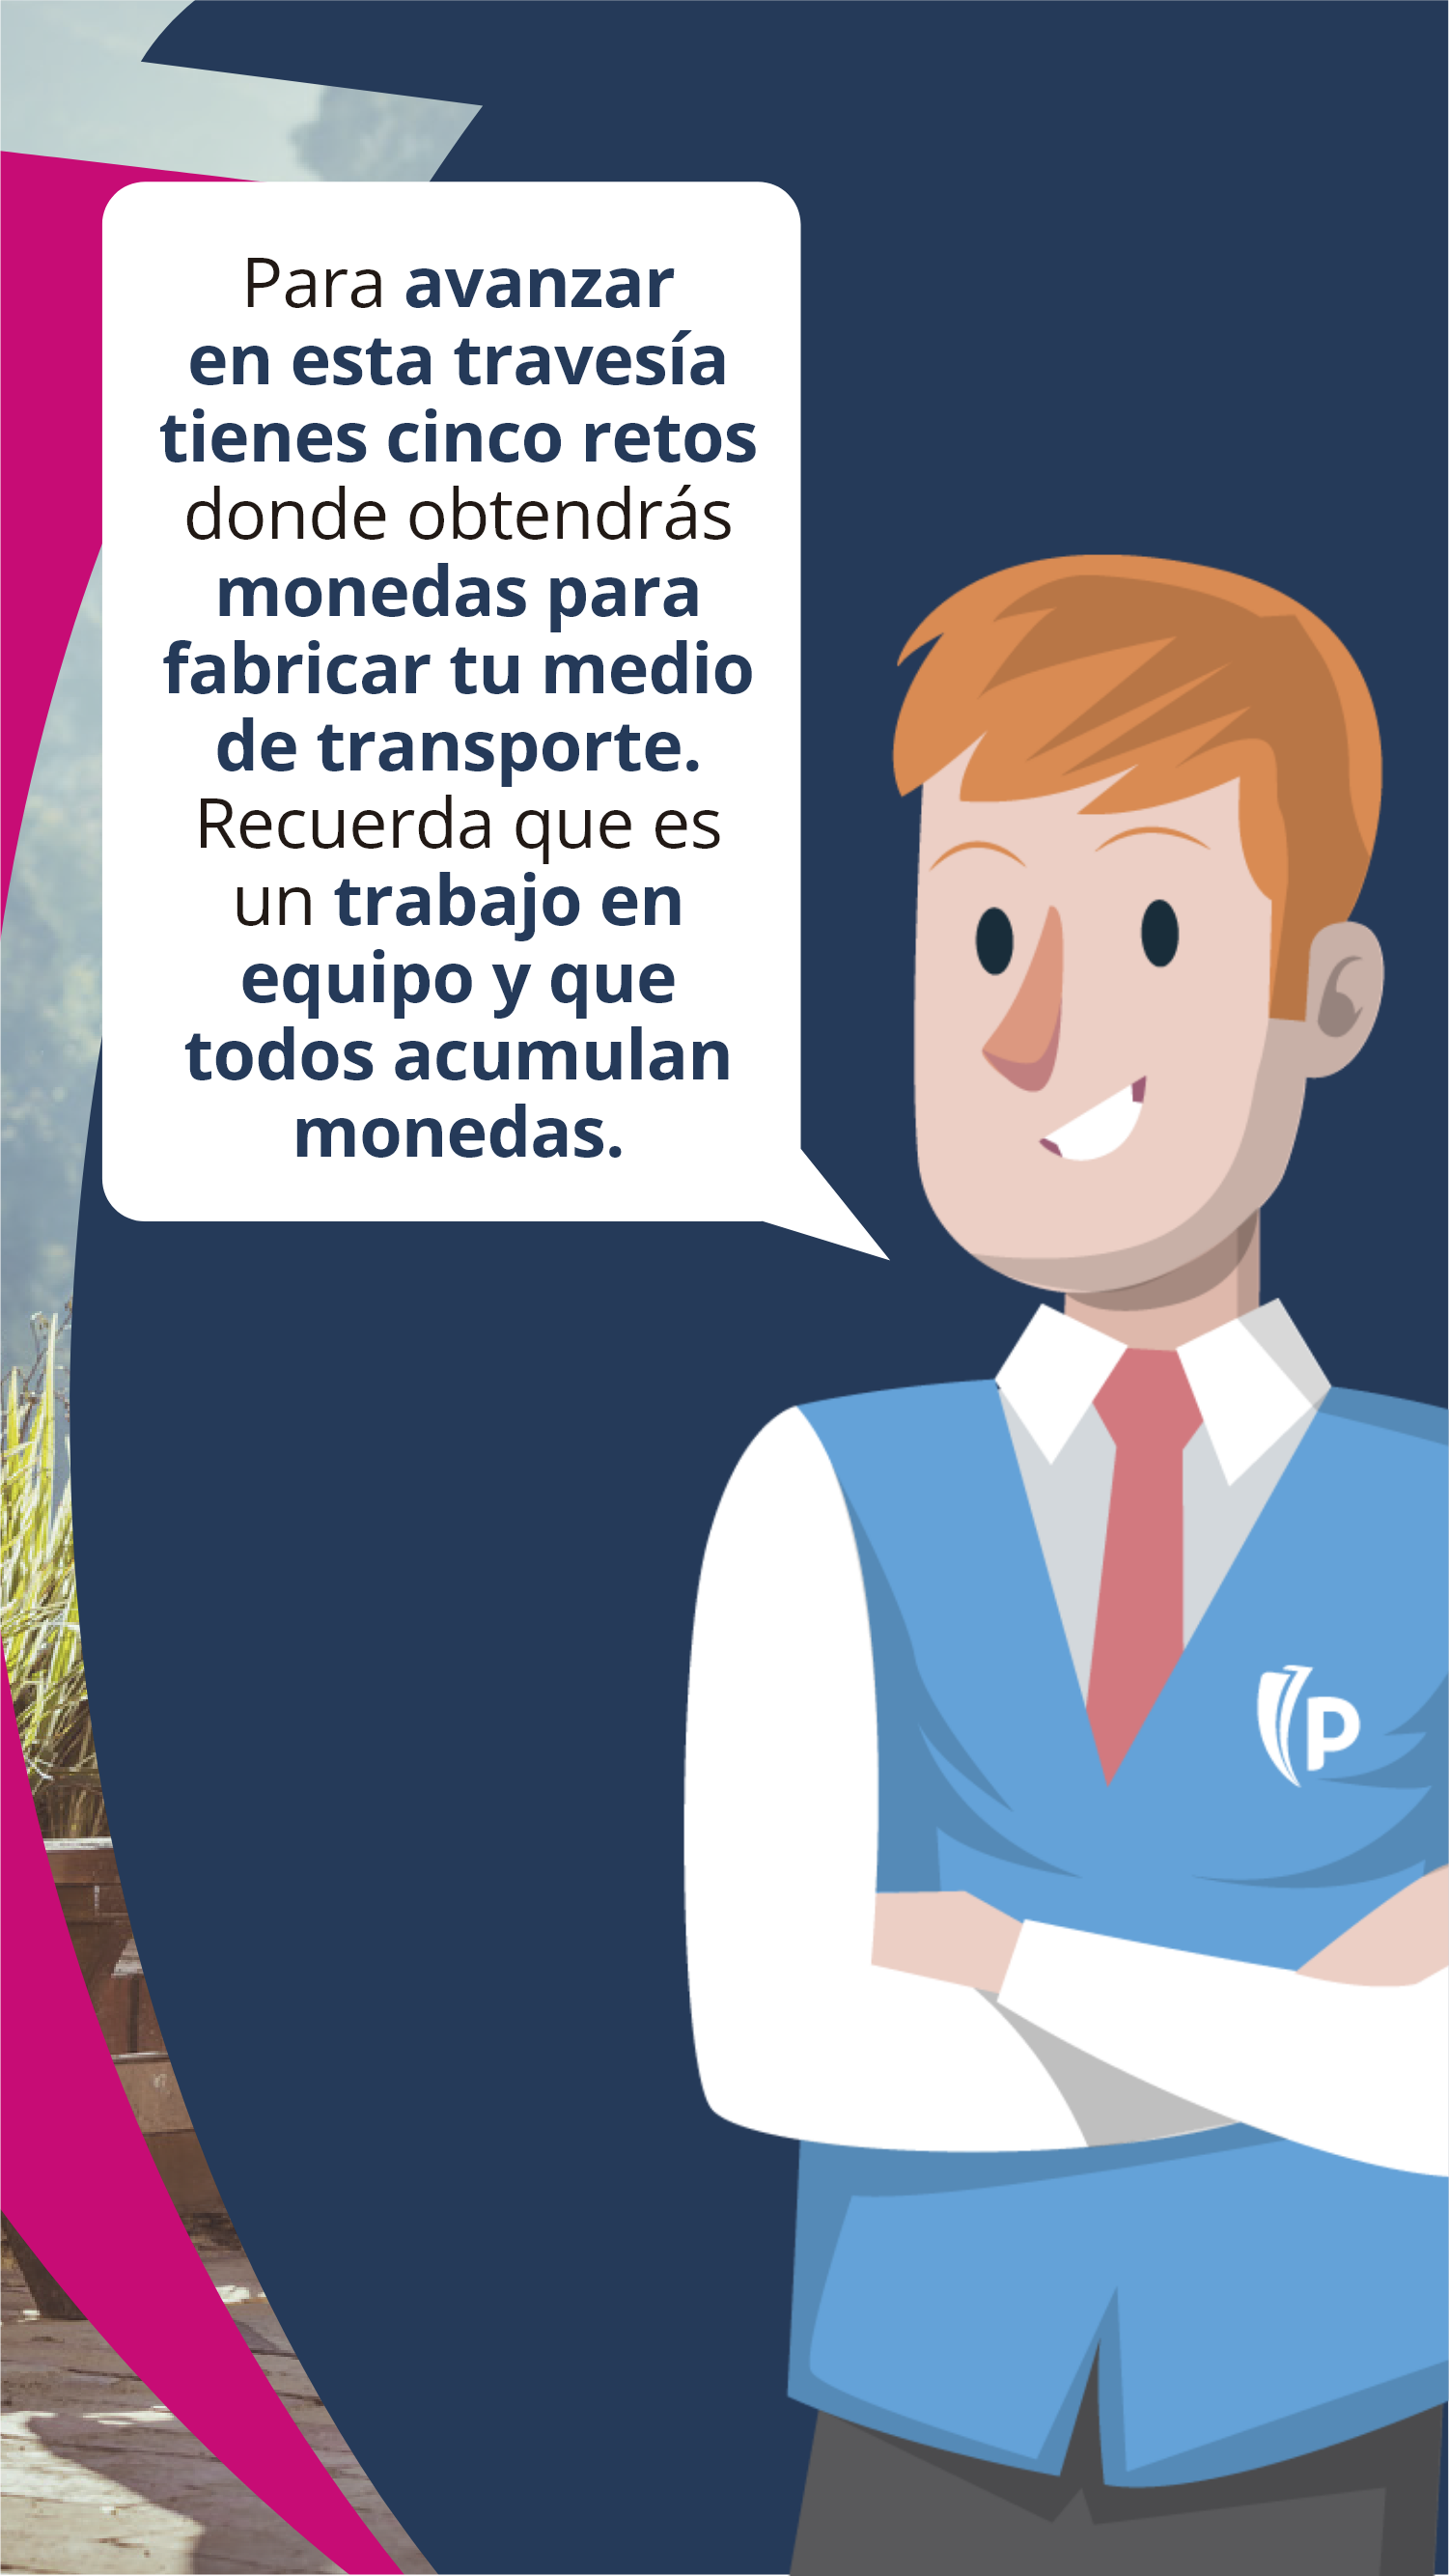 Para avanzar
en esta travesía
tienes cinco retos
donde obtendrás
monedas para
fabricar tu medio
de transporte.
Recuerda que es
un trabajo en
equipo y que
todos acumulan
monedas.
p